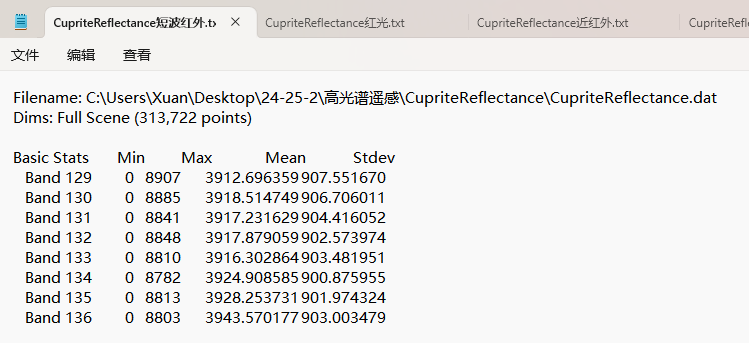 CupriteReflectance短波红外.tx
CupriteReflectance红光.txt
CupriteReflectance近红外.txt
CupriteRefle
文件 编辑 查看
Filename: C:\Users\Xuan\Desktop\24-25-2\高光谱遥感\CupriteReflectance\CupriteReflectance.dat
Dims: Full Scene (313,722 points)
Basic Stats Min Max Mean Stdev
Band 129 0 8907 3912.696359 907.551670
Band 130 0 8885 3918.514749 906.706011
Band 131 0 8841 3917.231629 904.416052
Band 132 0 8848 3917.879059 902.573974
Band 133 0 8810 3916.302864 903.481951
Band 134 0 8782 3924.908585 900.875955
Band 135 0 8813 3928.253731 901.974324
Band 136 0 8803 3943.570177 903.003479